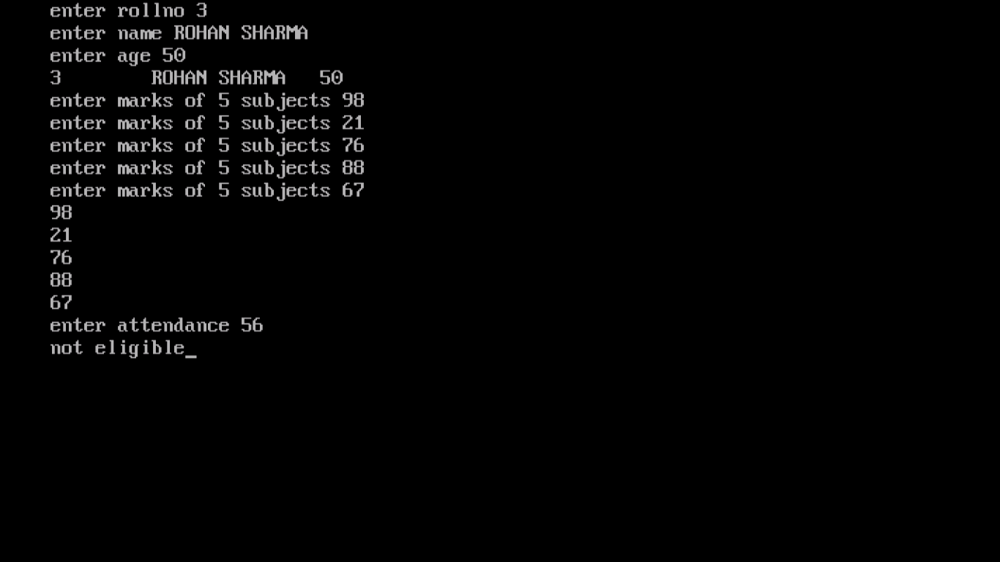 enter rollno 3
enter name ROHAN SHARMA
enter age 50
3        ROHAN SHARMA   50
enter marks of 5 subjects 98
enter marks of 5 subjects 21
enter marks of 5 subjects 76
enter marks of 5 subjects 88
enter marks of 5 subjects 67
98
21
76
88
67
enter attendance 56
not eligible_